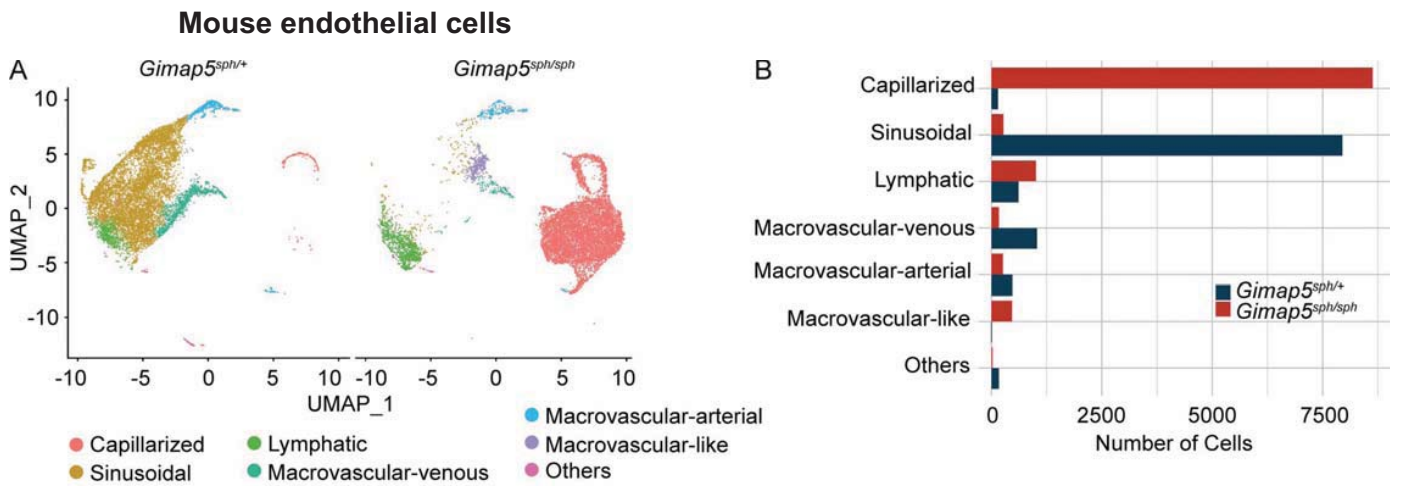 Mouse endothelial cells
A
Gimap5sph/+
Gimap5sph/sph
UMAP_2
10
5
0
-5
-10
-10 -5 0 5 10 -10 -5 0 5 10
UMAP_1
Capillarized
Sinusoidal
Lymphatic
Macrovascular-venous
Macrovascular-arterial
Macrovascular-like
Others
B
Capillarized
Sinusoidal
Lymphatic
Macrovascular-venous
Macrovascular-arterial
Macrovascular-like
Others
Gimap5sph/+
Gimap5sph/sph
0 2500 5000 7500
Number of Cells